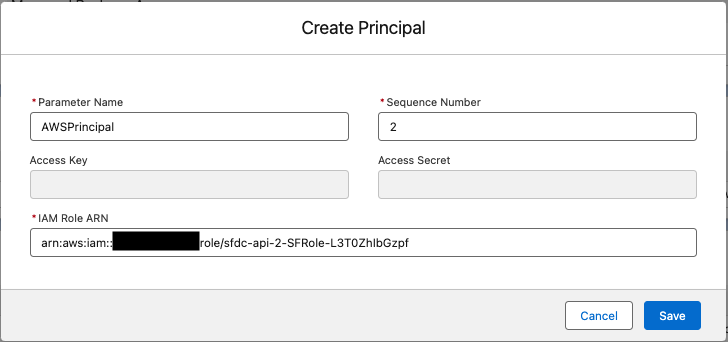 Create Principal
* Parameter Name
* Sequence Number
AWSPrincipal
2
Access Key
Access Secret
* IAM Role ARN
arn:aws:iam:: role/sfdc-api-2-SFRole-L3T0ZhIbGzpf
Cancel
Save